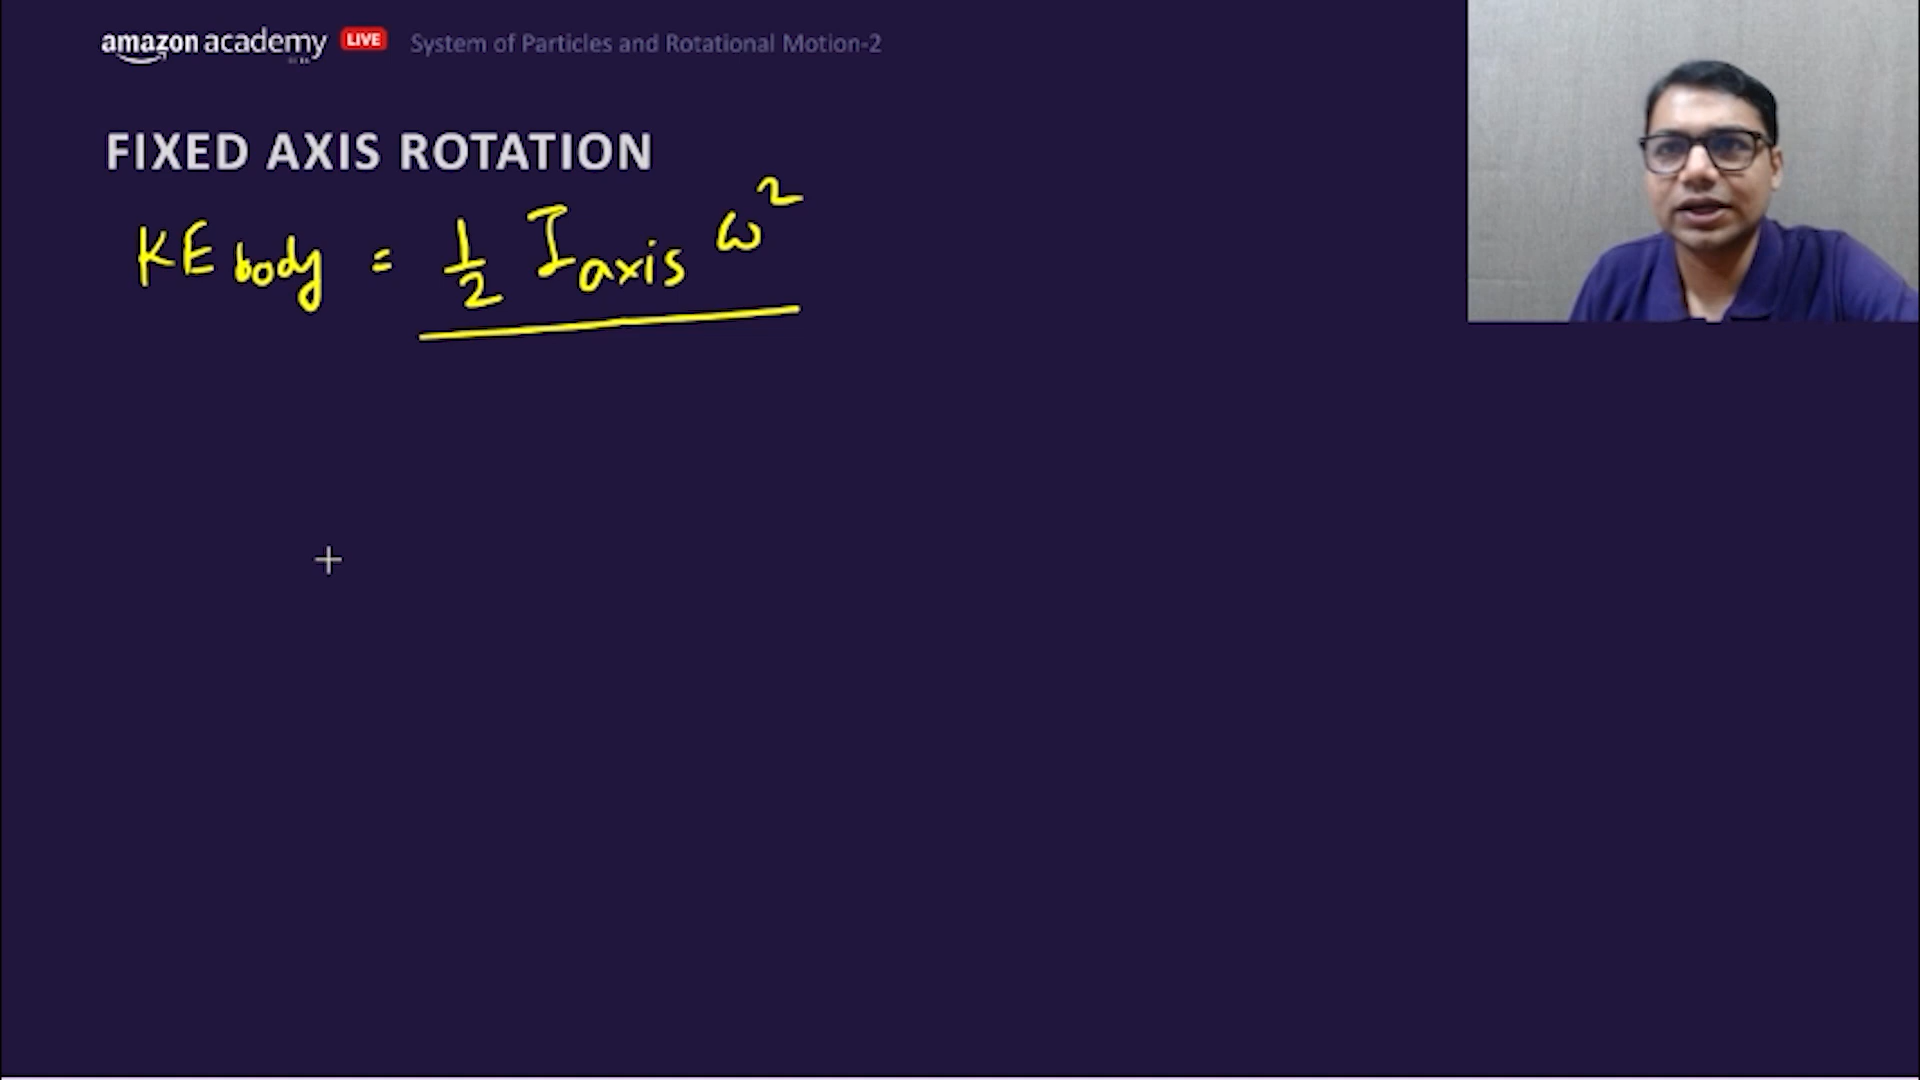 amazon academy LIVE System of Particles and Rotational Motion-2
FIXED AXIS ROTATION
KE body = 1/2 I axis ω²